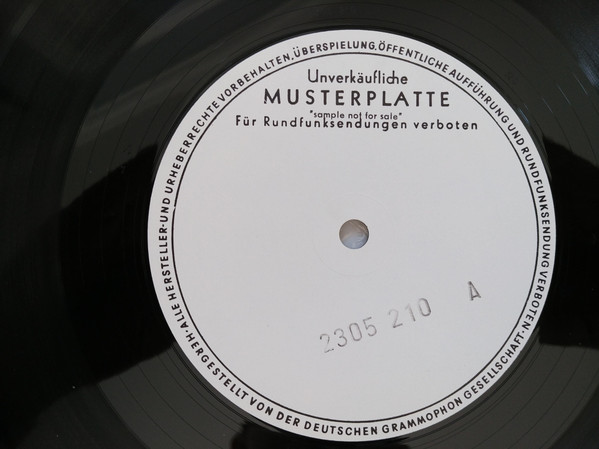 Unverkäufliche
MUSTERPLATTE
"sample not for sale"
Für Rundfunksendungen verboten
2305 210 A
·ALLE HERSTELLER-UND URHEBERRECHTE VORBEHALTEN, ÜBERSPIELUNG, ÖFFENTLICHE AUFFÜHRUNG UND RUNDFUNKSENDUNG VERBOTEN·
HERGESTELLT VON DER DEUTSCHEN GRAMMOPHON GESELLSCHAFT·